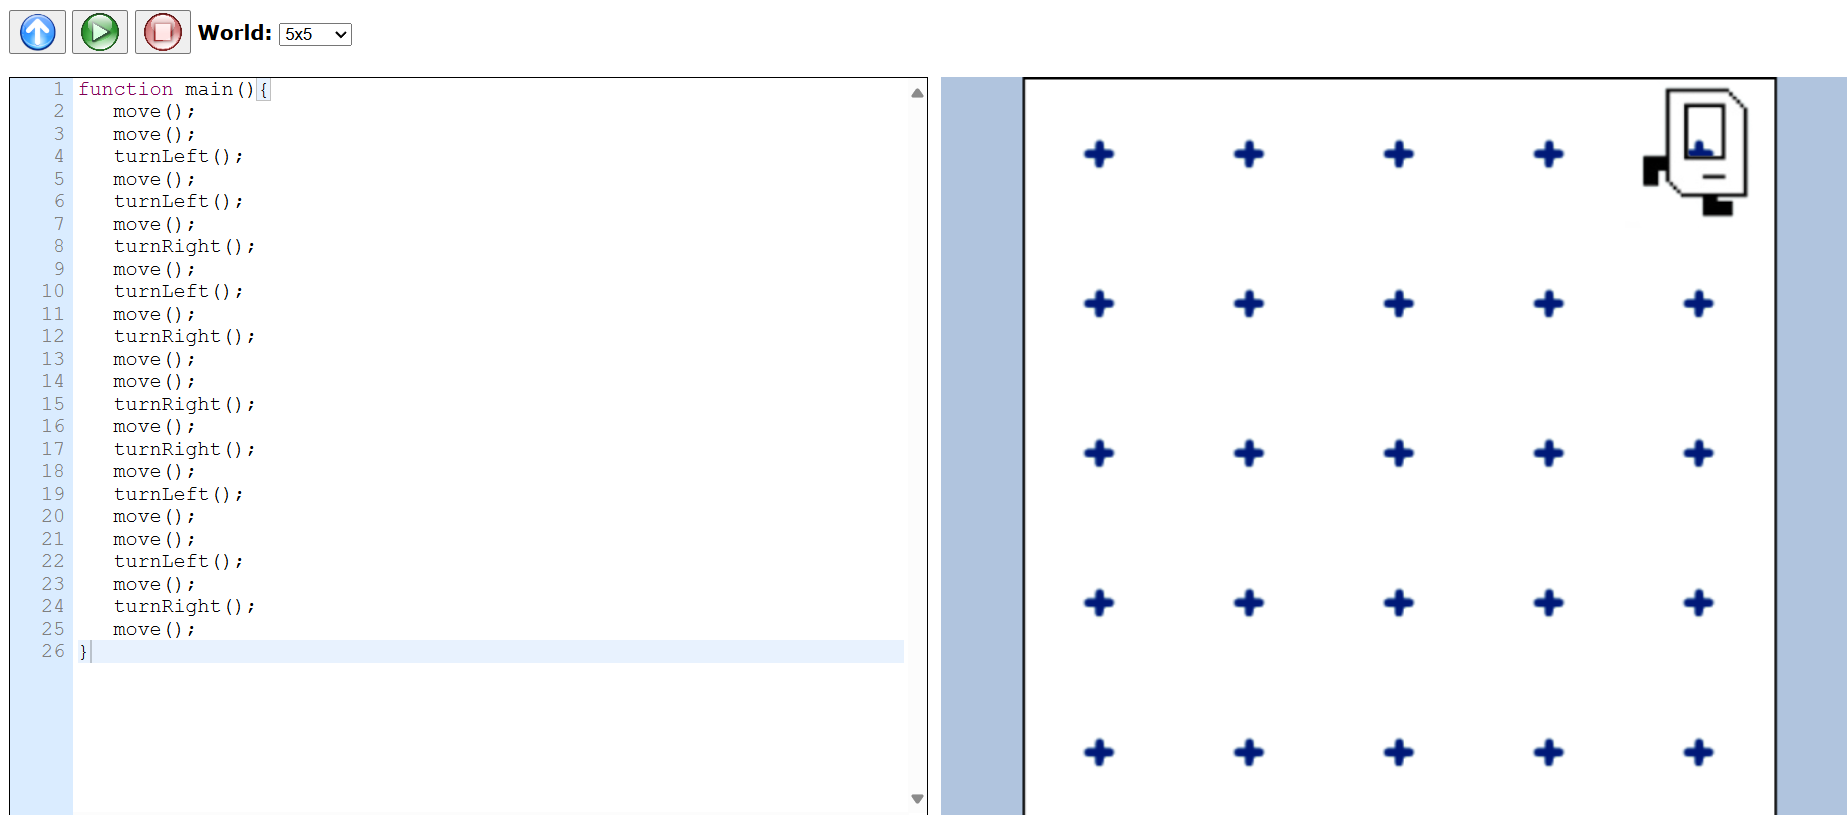 World: 5x5
1 function main(){
2 move();
3 move();
4 turnLeft();
5 move();
6 turnLeft();
7 move();
8 turnRight();
9 move();
10 turnLeft();
11 move();
12 turnRight();
13 move();
14 move();
15 turnRight();
16 move();
17 turnRight();
18 move();
19 turnLeft();
20 move();
21 move();
22 turnLeft();
23 move();
24 turnRight();
25 move();
26 }